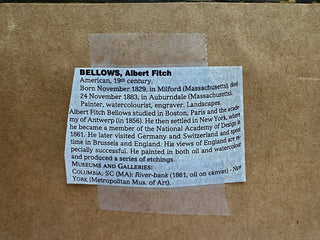 BELLOWS, Albert Fitch
American, 19th century.
Born November 1829, in Milford (Massachusetts); died
24 November 1883, in Auburndale (Massachusetts).
Painter, watercolourist, engraver. Landscapes.
Albert Fitch Bellows studied in Boston, Paris and the acade-
my of Antwerp (in 1856). He then settled in New York, where
he became a member of the National Academy of Design in
1861. He later visited Germany and Switzerland and spent
time in Brussels and England. His views of England are es-
pecially successful. He painted in both oil and watercolour
and produced a series of etchings.
MUSEUMS AND GALLERIES:
COLUMBIA, SC (MA): River-bank (1861, oil on canvas) - NEW
YORK (Metropolitan Mus. of Art).